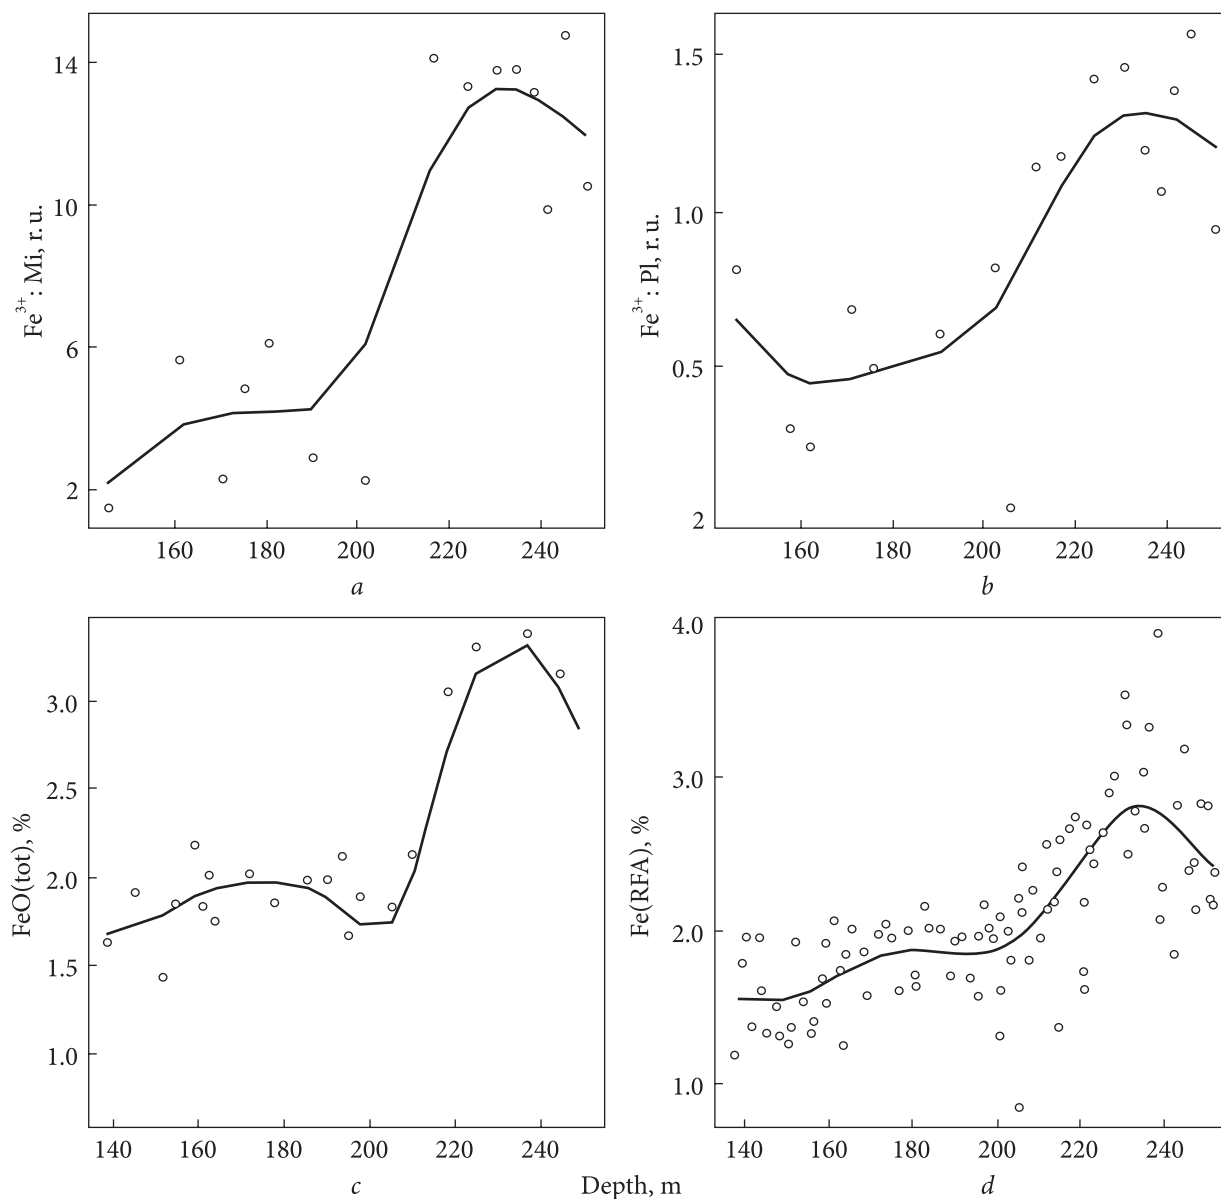 14
10
6
2
Fe3+: Mi, r.u.
160 180 200 220 240
a
1.5
1.0
0.5
2
Fe3+: Pl, r.u.
160 180 200 220 240
b
3.0
2.5
2.0
1.5
1.0
FeO(tot), %
140 160 180 200 220 240
c
4.0
3.0
2.0
1.0
Fe(RFA), %
140 160 180 200 220 240
d
Depth, m